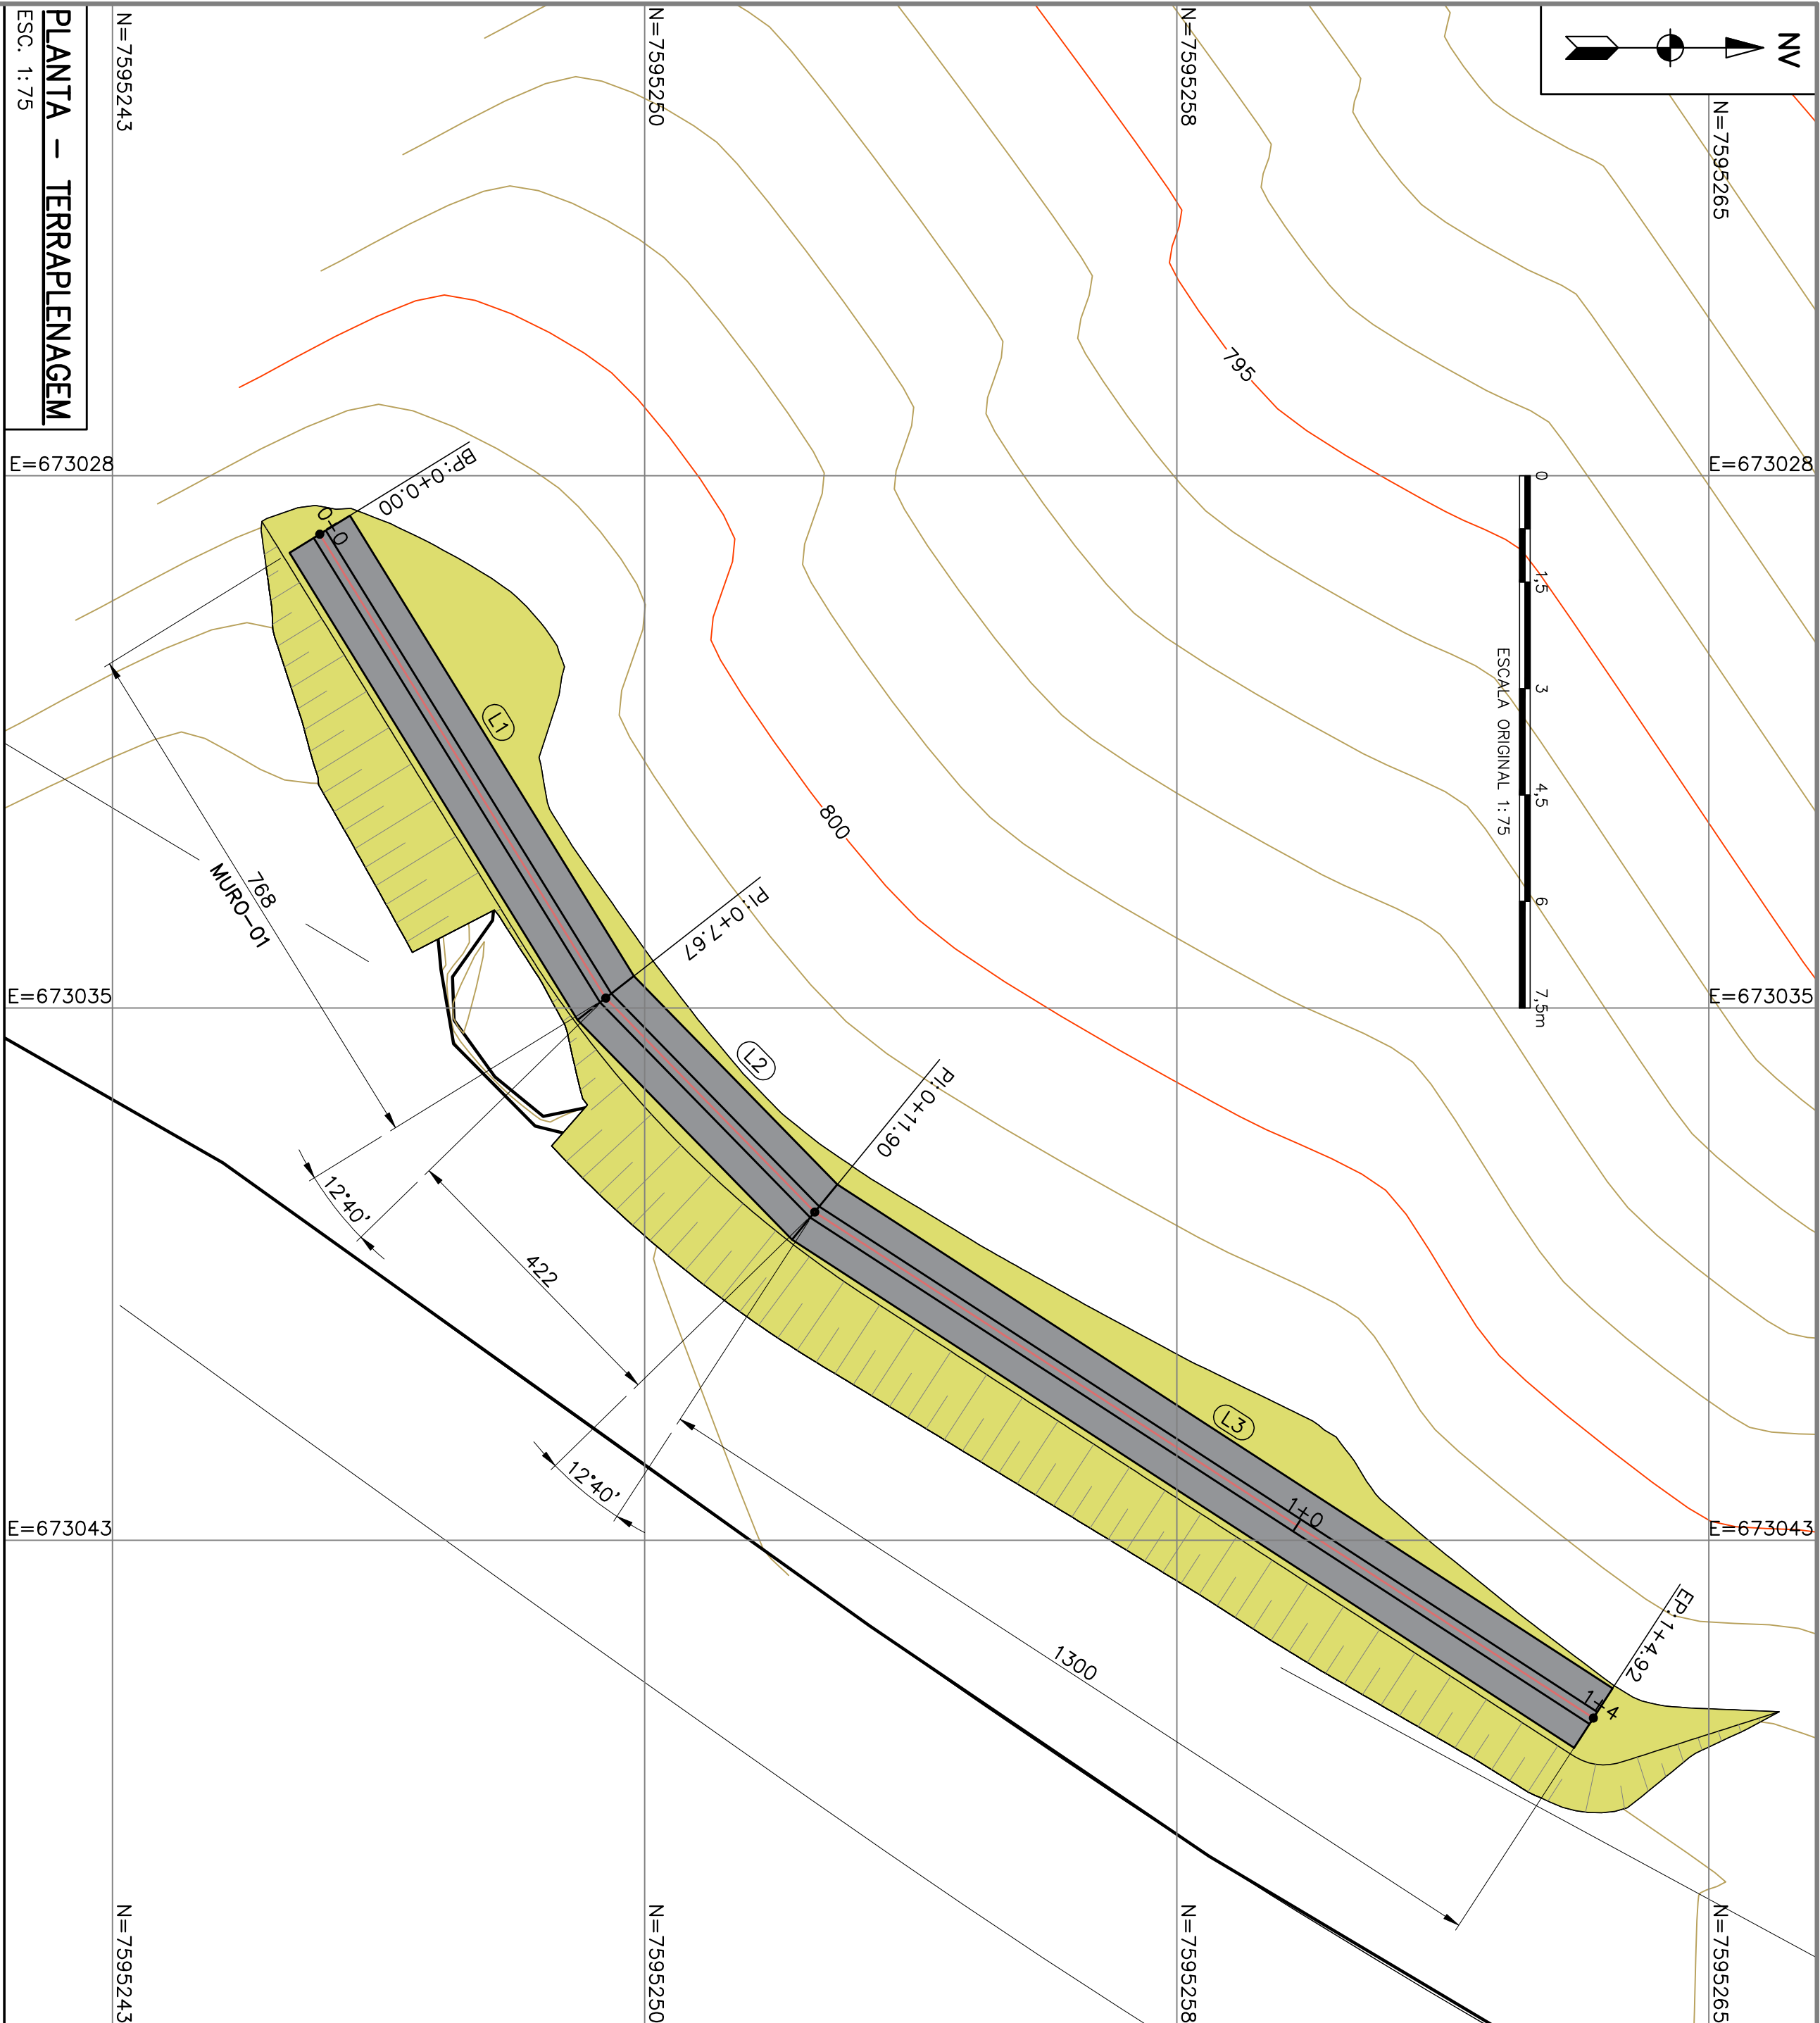 NV
N=7595243
N=7595250
N=7595258
N=7595265
PLANTA - TERRAPLENAGEM
ESC. 1:75
E=673028
E=673028
0
1,5
3
4,5
6
7,5m
ESCALA ORIGINAL 1:75
795
800
BP:0+0.00
0+0
L1
PI:0+7.67
768
MURO-01
E=673035
E=673035
L2
PI:0+11.90
12°40'
422
12°40'
L3
1+0
E=673043
E=673043
EP:1+4.92
1+4
1300
N=7595243
N=7595250
N=7595258
N=7595265